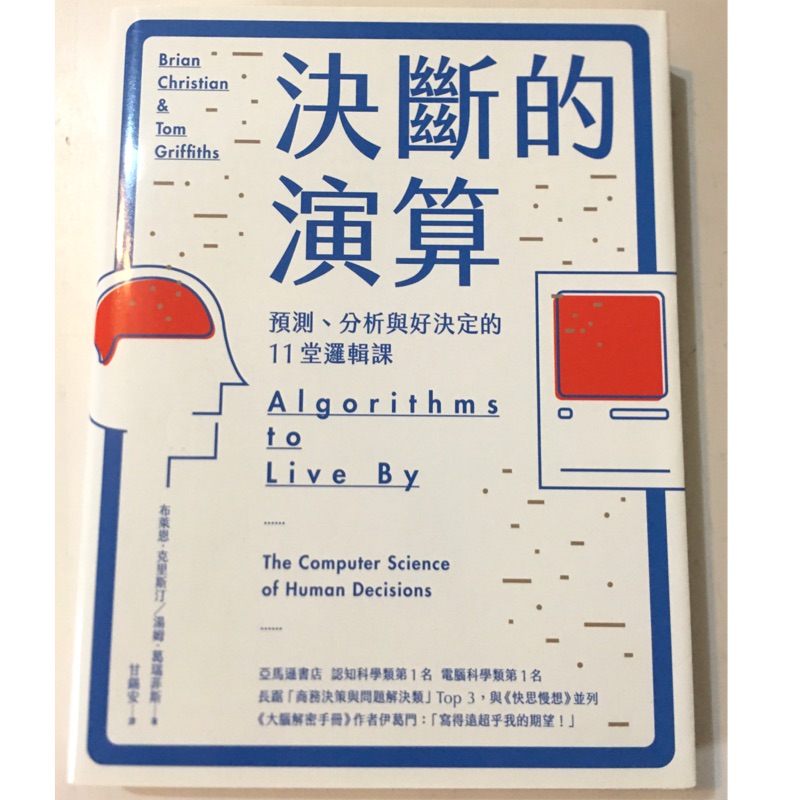 Brian
Christian
&
Tom
Griffiths
決斷的
演算
預測、分析與好決定的
11 堂邏輯課
Algorithms
to
Live By
The Computer Science
of Human Decisions
布萊恩・克里斯汀／湯姆・葛瑞菲斯—著
甘錫安—譯
亞馬遜書店 認知科學類第1名 電腦科學類第1名
長踞「商務決策與問題解決類」Top 3，與《快思慢想》並列
《大腦解密手冊》作者伊葛門：「寫得遠超乎我的期望！」